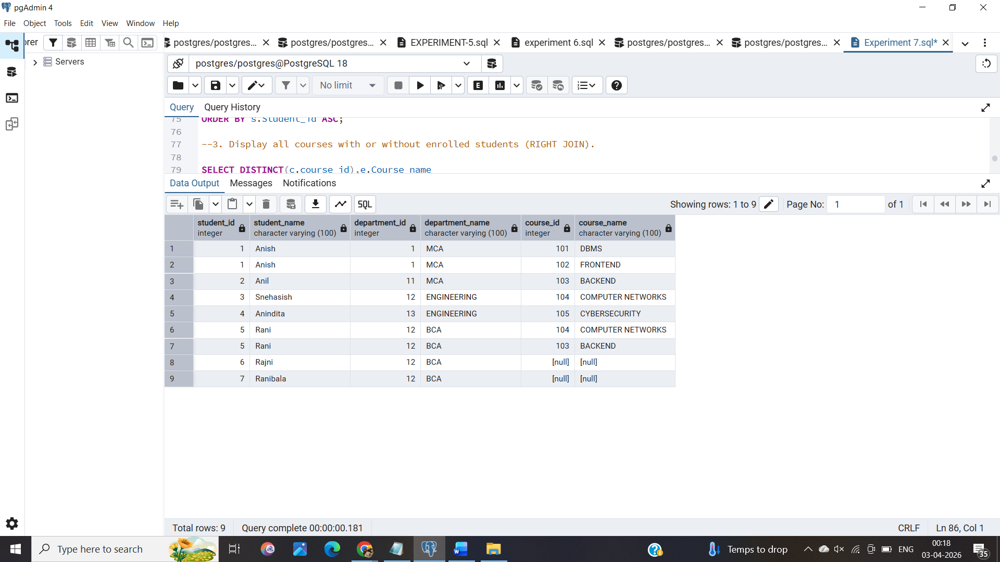 pgAdmin 4
File Object Tools Edit View Window Help
orer
postgres/postgres... postgres/postgres... EXPERIMENT-5.sql experiment 6.sql postgres/postgres... postgres/postgres... Experiment 7.sql*
Servers
postgres/postgres@PostgreSQL 18
No limit
E
Query Query History
75 ORDER BY s.Student_id ASC;
76
77 --3. Display all courses with or without enrolled students (RIGHT JOIN).
78
79 SELECT DISTINCT(c.course_id),e.Course_name
Data Output Messages Notifications
SQL
Showing rows: 1 to 9 Page No: 1 of 1
student_id student_name department_id department_name course_id course_name
integer character varying (100) integer character varying (100) integer character varying (100)
1 1 Anish 1 MCA 101 DBMS
2 1 Anish 1 MCA 102 FRONTEND
3 2 Anil 11 MCA 103 BACKEND
4 3 Snehasish 12 ENGINEERING 104 COMPUTER NETWORKS
5 4 Anindita 13 ENGINEERING 105 CYBERSECURITY
6 5 Rani 12 BCA 104 COMPUTER NETWORKS
7 5 Rani 12 BCA 103 BACKEND
8 6 Rajni 12 BCA [null] [null]
9 7 Ranibala 12 BCA [null] [null]
Total rows: 9 Query complete 00:00:00.181 CRLF Ln 86, Col 1
Type here to search
Temps to drop
ENG
00:18
03-04-2026
35